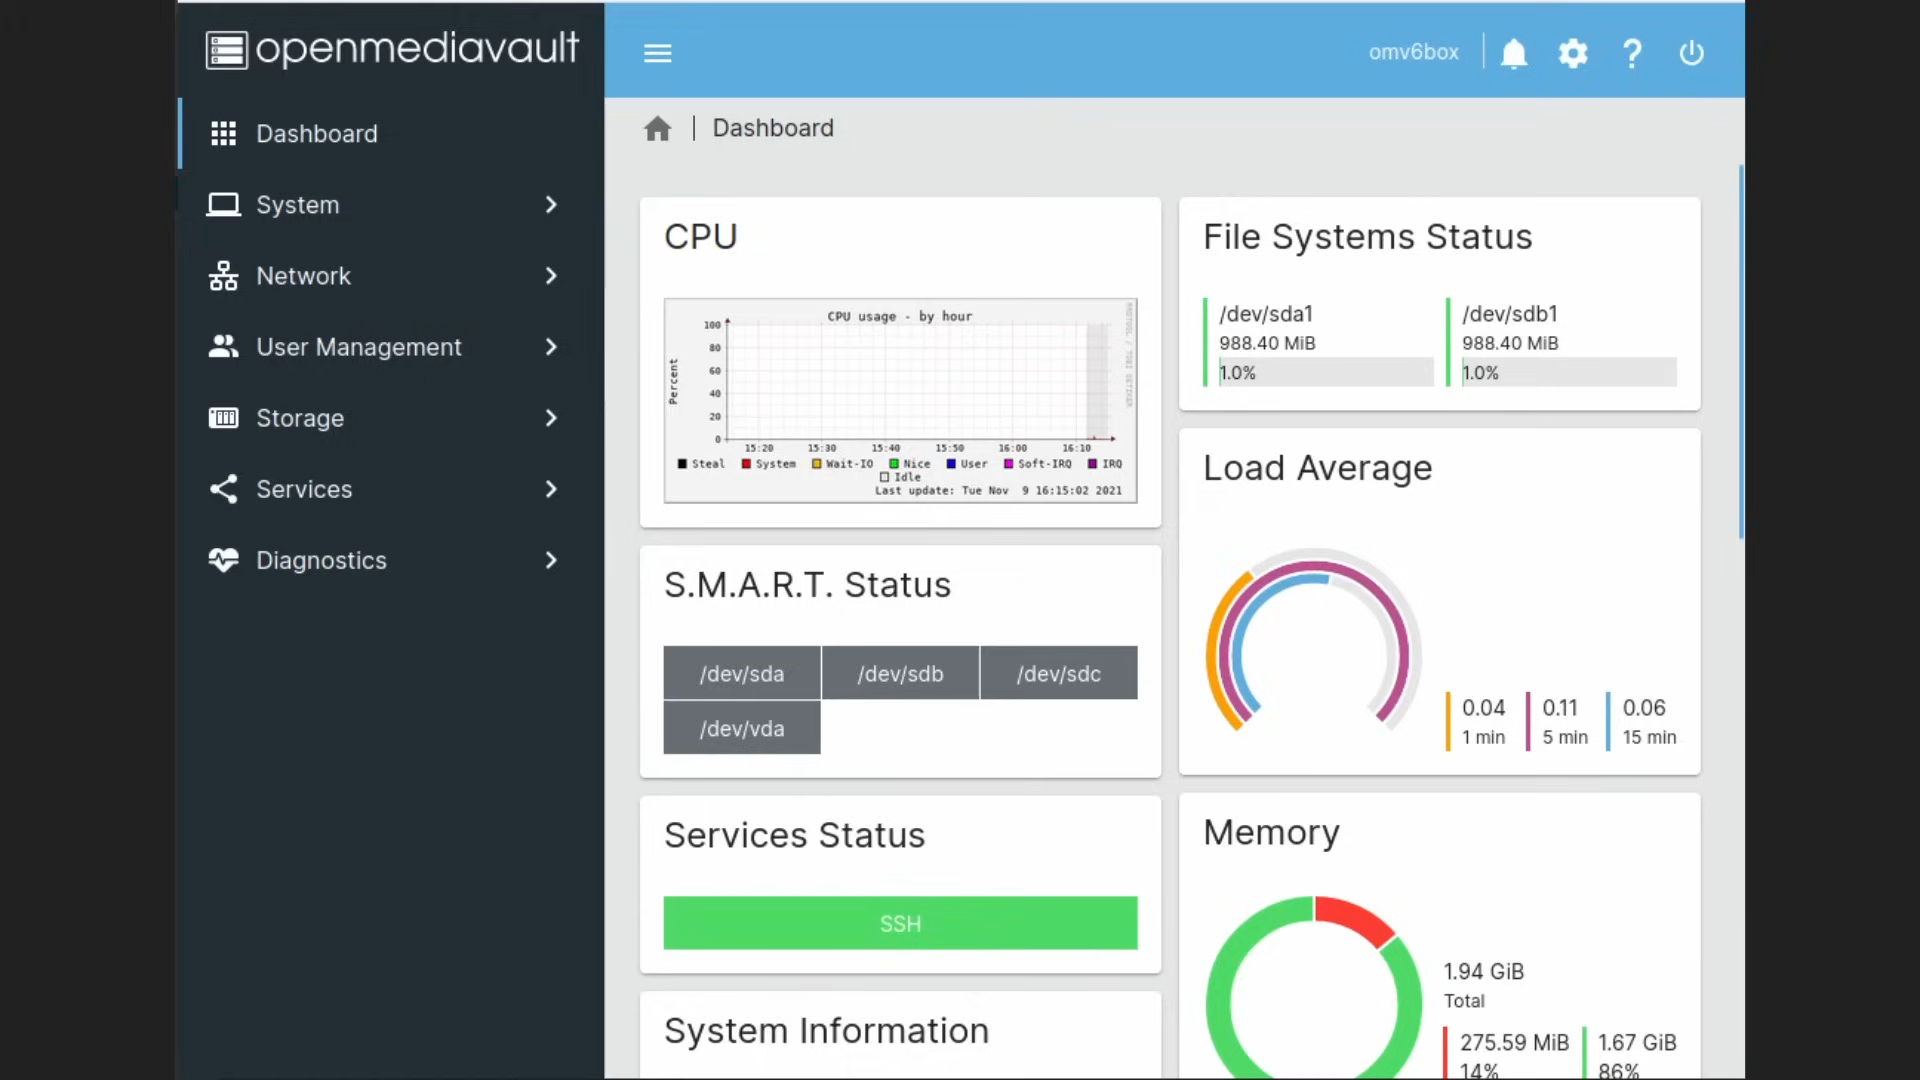 openmediavault
omv6box
Dashboard
System
Network
User Management
Storage
Services
Diagnostics
Dashboard
CPU
CPU usage - by hour
Percent
100
80
60
40
20
0
15:20 15:30 15:40 15:50 16:00 16:10
Steal System Wait-IO Nice User Soft-IRQ IRQ
Idle
Last update: Tue Nov 9 16:15:02 2021
RRDTOOL / TOBI OETIKER
S.M.A.R.T. Status
/dev/sda /dev/sdb /dev/sdc
/dev/vda
Services Status
SSH
System Information
File Systems Status
/dev/sda1
988.40 MiB
1.0%
/dev/sdb1
988.40 MiB
1.0%
Load Average
0.04 0.11 0.06
1 min 5 min 15 min
Memory
1.94 GiB
Total
275.59 MiB 1.67 GiB
14% 86%